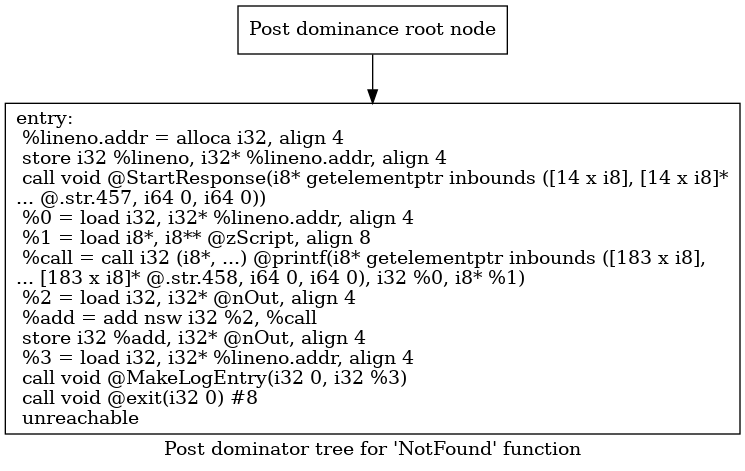 Post dominance root node
entry:
%lineno.addr = alloca i32, align 4
store i32 %lineno, i32* %lineno.addr, align 4
call void @StartResponse(i8* getelementptr inbounds ([14 x i8], [14 x i8]*
... @.str.457, i64 0, i64 0))
%0 = load i32, i32* %lineno.addr, align 4
%1 = load i8*, i8** @zScript, align 8
%call = call i32 (i8*, ...) @printf(i8* getelementptr inbounds ([183 x i8],
... [183 x i8]* @.str.458, i64 0, i64 0), i32 %0, i8* %1)
%2 = load i32, i32* @nOut, align 4
%add = add nsw i32 %2, %call
store i32 %add, i32* @nOut, align 4
%3 = load i32, i32* %lineno.addr, align 4
call void @MakeLogEntry(i32 0, i32 %3)
call void @exit(i32 0) #8
unreachable
Post dominator tree for 'NotFound' function